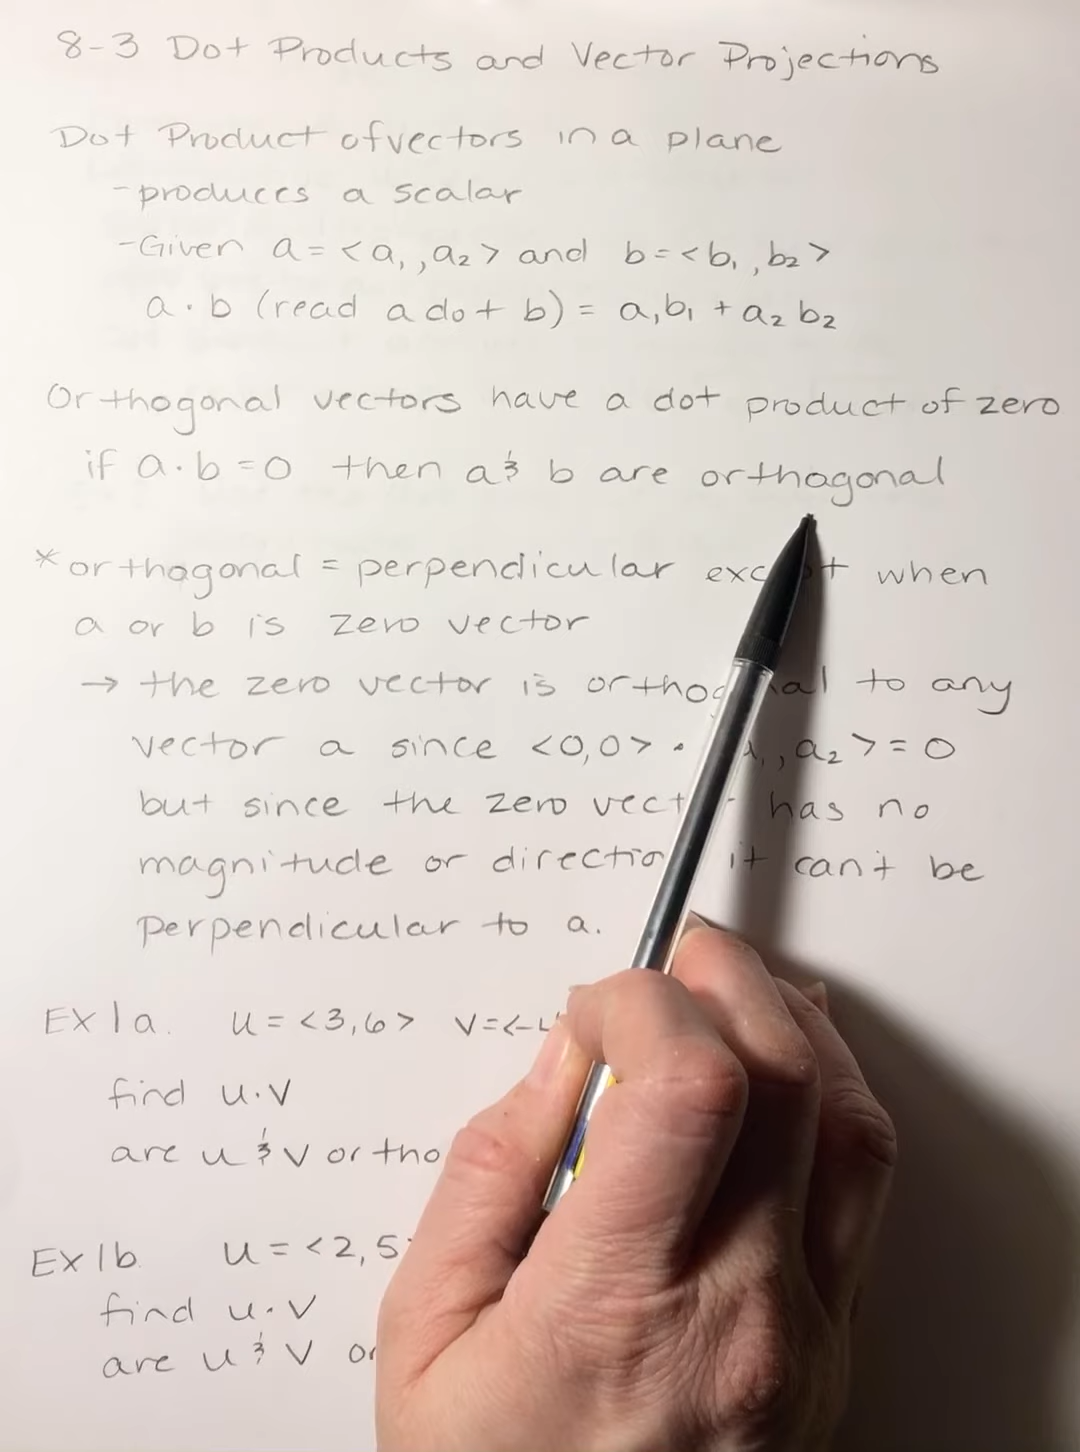 8-3 Dot Products and Vector Projections
Dot Product of vectors in a plane
- produces a scalar
- Given a = <a₁, a₂> and b = <b₁, b₂>
a · b (read a dot b) = a₁b₁ + a₂b₂
Orthogonal vectors have a dot product of zero
if a · b = 0 then a & b are orthagonal
* orthagonal = perpendicular when
a or b is zero vector
→ the zero vector is to any
vector a since <0,0> · a₂> = 0
but since the zero has no
magnitude or it can't be
perpendicular to a.
EX 1a. u = <3,6> v = <-4
find u · v
are u & v
EX 1b u = <2,5
find u · v
are u & v